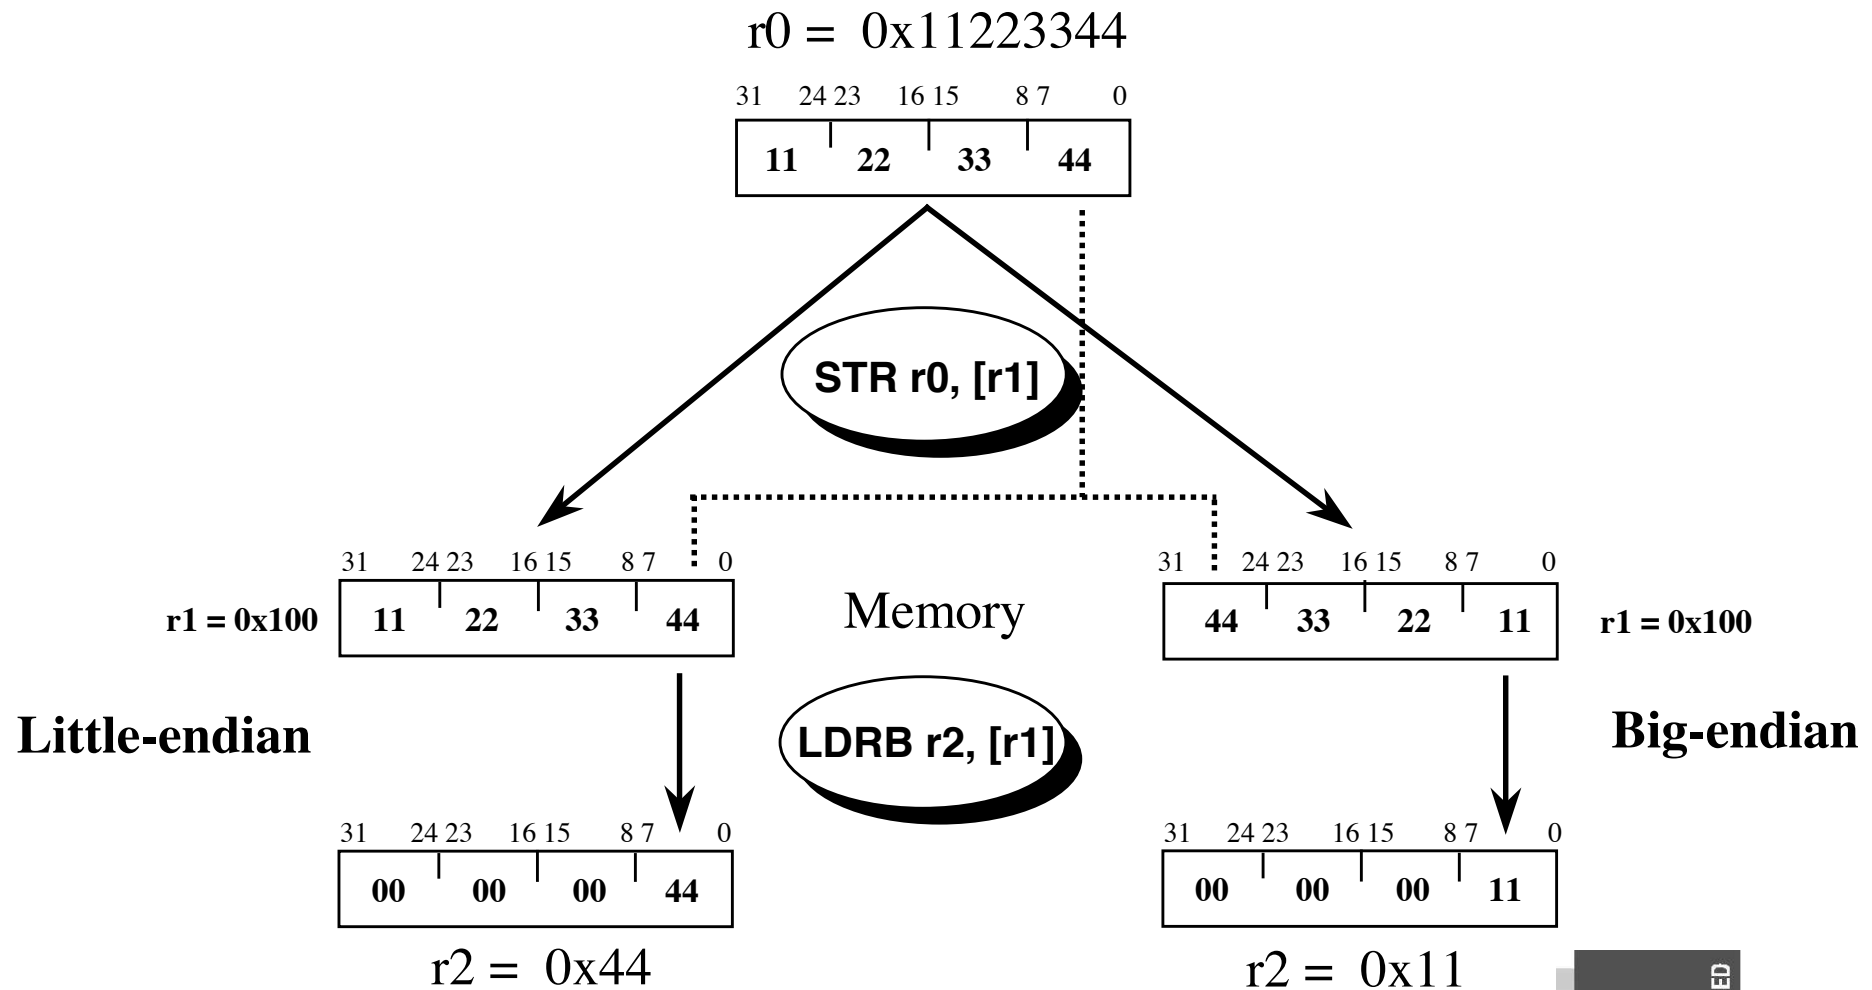 r0 = 0x11223344
31 24 23 16 15 8 7 0
11 22 33 44
STR r0, [r1]
31 24 23 16 15 8 7 0
31 24 23 16 15 8 7 0
r1 = 0x100 11 22 33 44
Memory
44 33 22 11 r1 = 0x100
Little-endian
LDRB r2, [r1]
Big-endian
31 24 23 16 15 8 7 0
31 24 23 16 15 8 7 0
00 00 00 44
00 00 00 11
r2 = 0x44
r2 = 0x11
ED